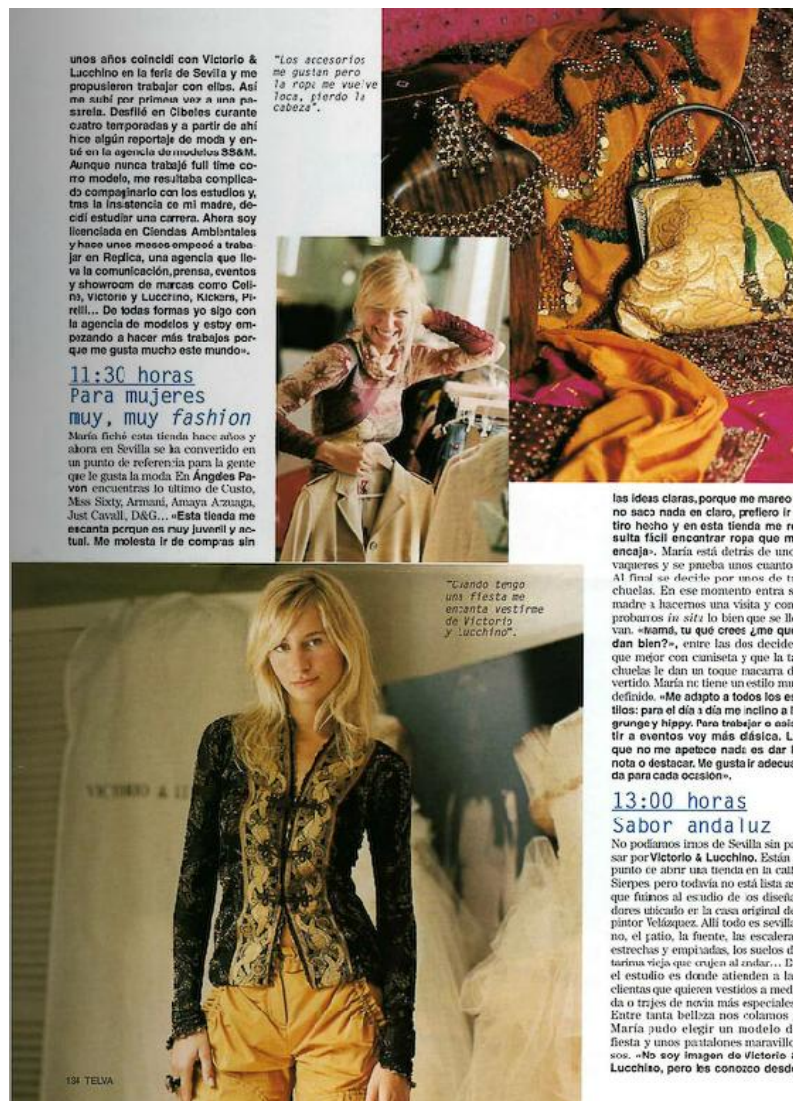 unos años coincidí con Victorio &
Lucchino en la feria de Sevilla y me
propusieron trabajar con ellos. Así
me subí por primera vez a una pa-
sarela. Desfilé en Cibeles durante
cuatro temporadas y a partir de ahí
hice algún reportaje de moda y en-
tré en la agencia de modelos SS&M.
Aunque nunca trabajé full time co-
mo modelo, me resultaba complica-
do compaginarlo con los estudios y,
tras la insistencia de mi madre, de-
cidí estudiar una carrera. Ahora soy
licenciada en Ciencias Ambientales
y hace unos meses empecé a traba-
jar en Replica, una agencia que lle-
va la comunicación, prensa, eventos
y showroom de marcas como Celi-
ne, Victorio y Lucchino, Kickers, Pi-
relli... De todas formas yo sigo con
la agencia de modelos y estoy em-
pezando a hacer más trabajos por-
que me gusta mucho este mundo».
"Los accesorios
me gustan pero
la ropa me vuelve
loca, pierdo la
cabeza".
11:30 horas
Para mujeres
muy, muy fashion
María fichó esta tienda hace años y
ahora en Sevilla se ha convertido en
un punto de referencia para la gente
que le gusta la moda En Ángeles Pa-
von encuentras lo último de Custo,
Miss Sixty, Armani, Amaya Arzuaga,
Just Cavalli, D&G... «Esta tienda me
encanta porque es muy juvenil y ac-
tual. Me molesta ir de compras sin
"Cuando tengo
una fiesta me
encanta vestirme
de Victorio
y Lucchino".
VICTORIO & L
134 TELVA
las ideas claras, porque me mareo
no saco nada en claro, prefiero ir
tiro hecho y en esta tienda me re
sulta fácil encontrar ropa que m
encaja». María está detrás de uno
vaqueros y se prueba unos cuanto
Al final se decide por unos de t
chuelas. En ese momento entra s
madre a hacernos una visita y com
probamos in situ lo bien que se lle
van. «Mamá, tu qué crees ¿me que
dan bien?», entre las dos decide
que mejor con camiseta y que la ta
chuelas le dan un toque macarra d
vertido. María no tiene un estilo mu
definido. «Me adapto a todos los es
tilos: para el día a día me inclino a l
grunge y hippy. Para trabajar o asis
tir a eventos voy más clásica. L
que no me apetece nada es dar l
nota o destacar. Me gusta ir adecua
da para cada ocasión».
13:00 horas
Sabor andaluz
No podíamos irnos de Sevilla sin pa
sar por Victorio & Lucchino. Están
punto de abrir una tienda en la call
Sierpes pero todavía no está lista as
que fuimos al estudio de los diseña
dores ubicado en la casa original de
pintor Velázquez. Allí todo es sevilla
no, el patio, la fuente, las escalera
estrechas y empinadas, los suelos d
tarima vieja que crujen al andar... E
el estudio es donde atienden a la
clientas que quieren vestidos a medi
da o trajes de novia más especiales
Entre tanta belleza nos colamos
María pudo elegir un modelo d
fiesta y unos pantalones maravillo
sos. «No soy imagen de Victorio
Lucchino, pero les conozco desde